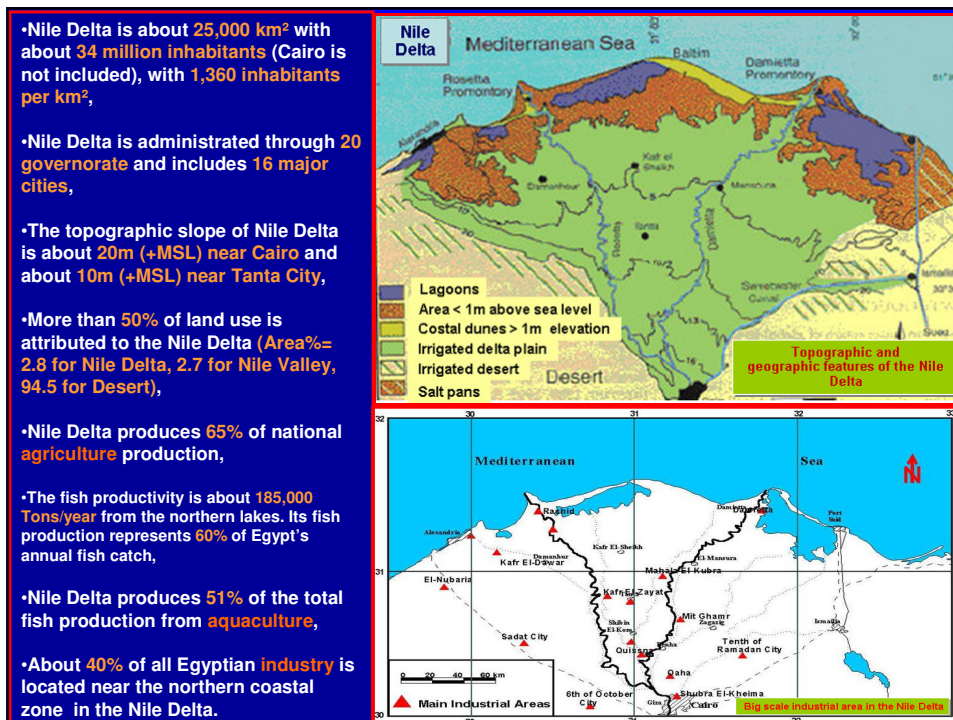 •Nile Delta is about 25,000 km² with
about 34 million inhabitants (Cairo is
not included), with 1,360 inhabitants
per km²,
•Nile Delta is administrated through 20
governorate and includes 16 major
cities,
•The topographic slope of Nile Delta
is about 20m (+MSL) near Cairo and
about 10m (+MSL) near Tanta City,
•More than 50% of land use is
attributed to the Nile Delta (Area%=
2.8 for Nile Delta, 2.7 for Nile Valley,
94.5 for Desert),
•Nile Delta produces 65% of national
agriculture production,
•The fish productivity is about 185,000
Tons/year from the northern lakes. Its fish
production represents 60% of Egypt's
annual fish catch,
•Nile Delta produces 51% of the total
fish production from aquaculture,
•About 40% of all Egyptian industry is
located near the northern coastal
zone in the Nile Delta.
Nile
Delta
Mediterranean Sea
Baltim
Rosetta
Promontory
Damietta
Promontory
Alexandria
Kafr el
Sheikh
Damanhour
Mansoura
Rosetta
Tanta
Damietta
Ismailia
Sweetwater
Canal
Suez
Desert
Lagoons
Area < 1m above sea level
Costal dunes > 1m elevation
Irrigated delta plain
Irrigated desert
Salt pans
Topographic and
geographic features of the Nile
Delta
30 31 32 33
32
Mediterranean Sea
N
Rashid
Damietta
Port
Said
Alexandria
Damanhur
Kafr El-Sheikh
Kafr El-Dawar
El-Mansura
31
El-Nubaria
Mahala El-Kubra
Kafr El-Zayat
Mit Ghamr
Shibin
El-Kom
Zagazig
Ismailia
Sadat City
Quissna
Tenth of
Ramadan City
Qaha
0 20 40 60 km
Main Industrial Areas
6th of October
City
Giza
Shubra El-Kheima
Cairo
30
Big scale industrial area in the Nile Delta